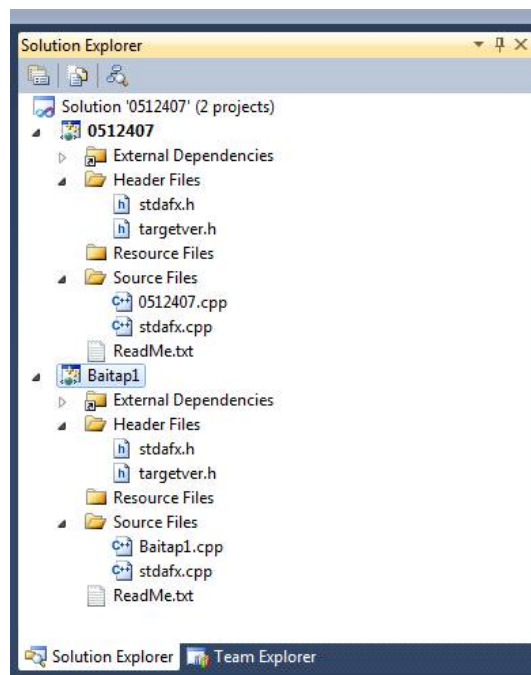 Solution Explorer
Solution '0512407' (2 projects)
0512407
External Dependencies
Header Files
stdafx.h
targetver.h
Resource Files
Source Files
0512407.cpp
stdafx.cpp
ReadMe.txt
Baitap1
External Dependencies
Header Files
stdafx.h
targetver.h
Resource Files
Source Files
Baitap1.cpp
stdafx.cpp
ReadMe.txt
Solution Explorer Team Explorer